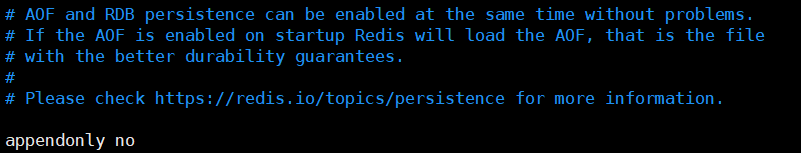 # AOF and RDB persistence can be enabled at the same time without problems.
# If the AOF is enabled on startup Redis will load the AOF, that is the file
# with the better durability guarantees.
#
# Please check https://redis.io/topics/persistence for more information.
appendonly no